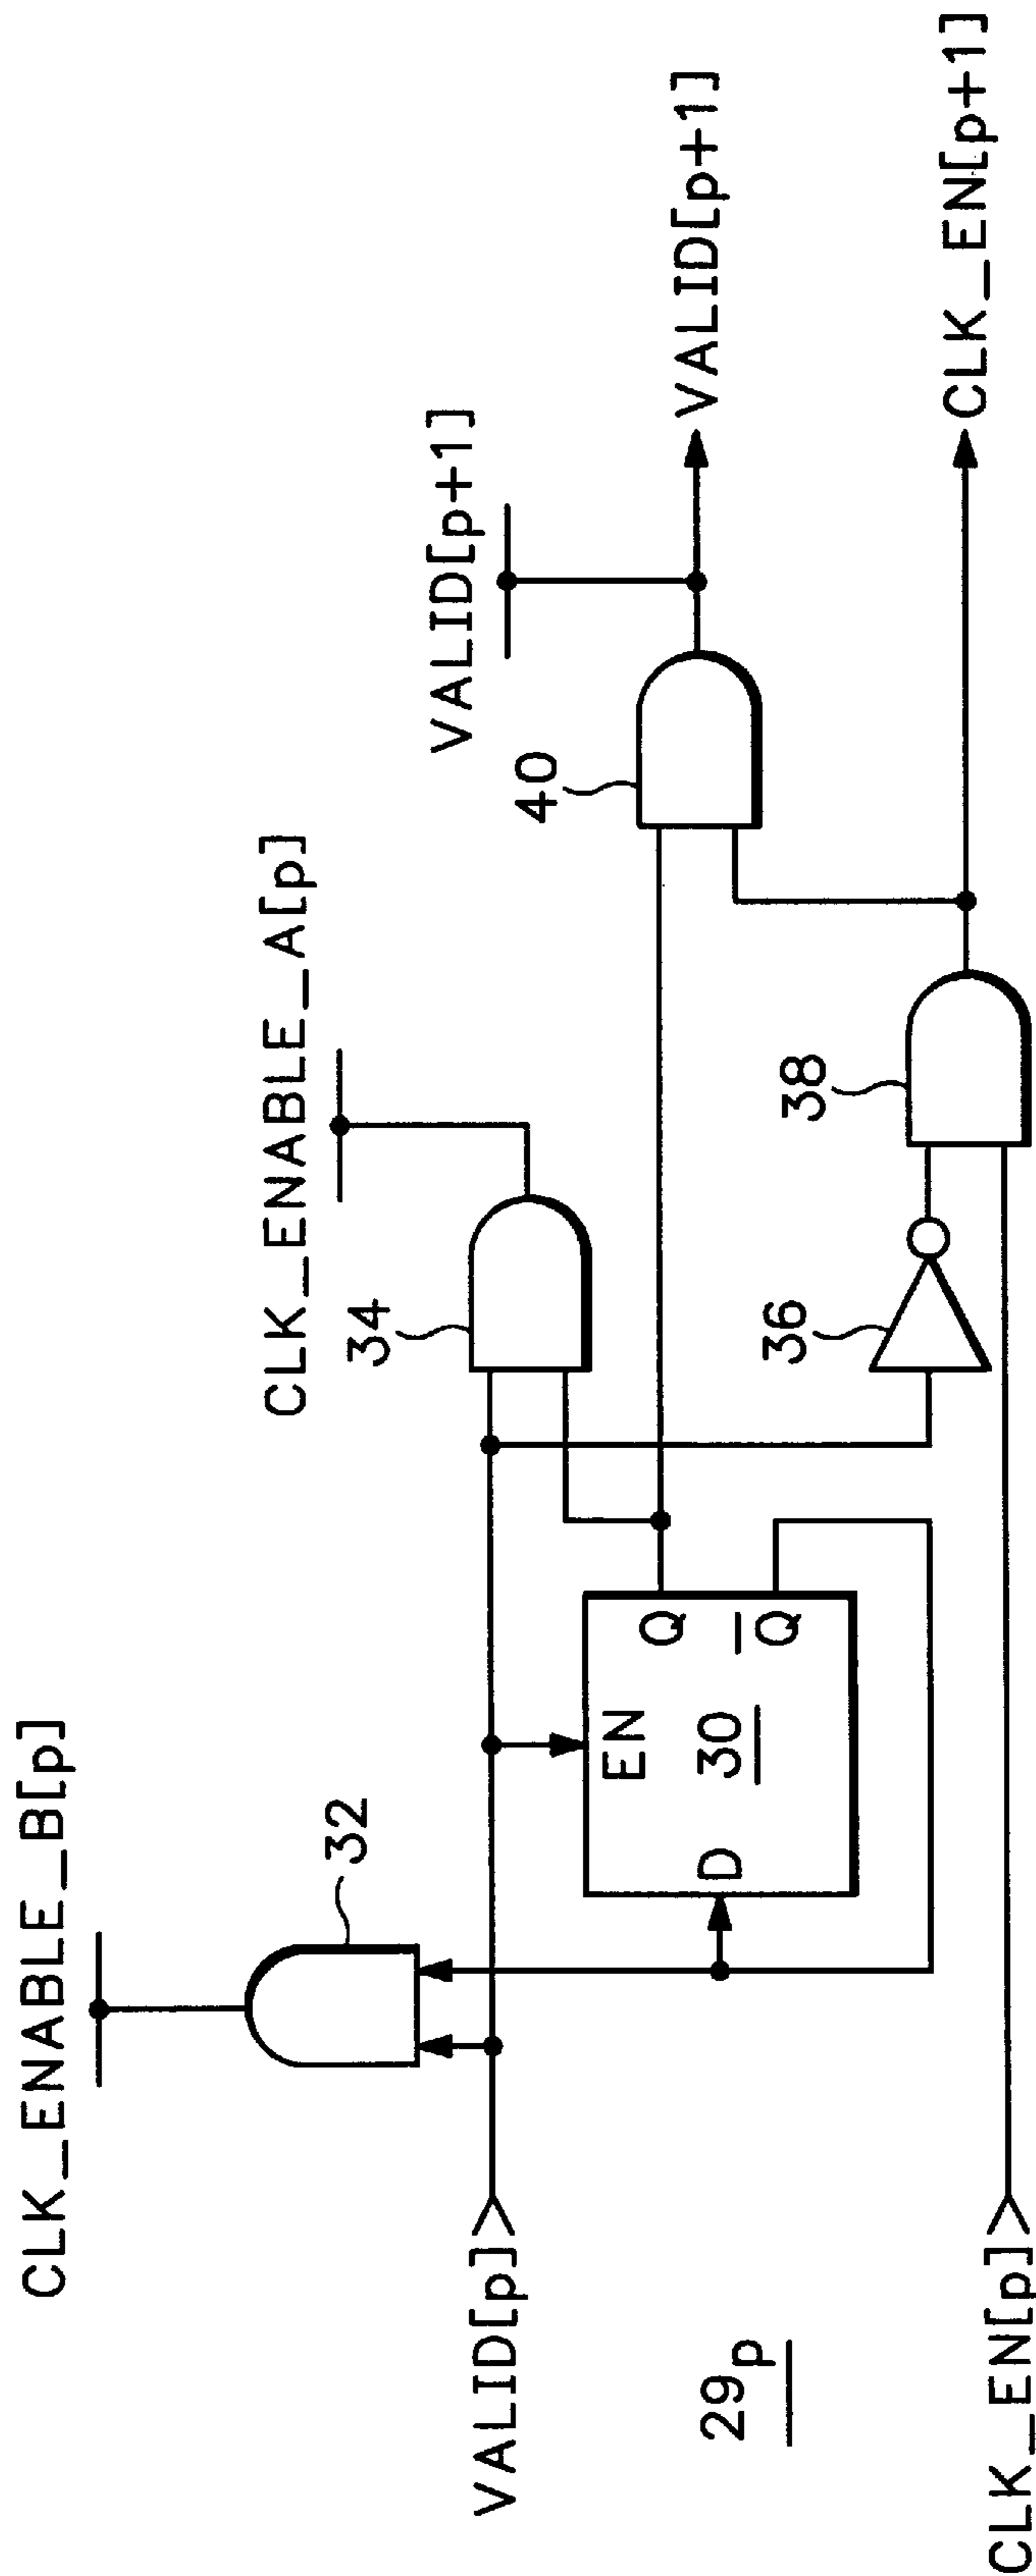 CLK_ENABLE_B[p]
32
CLK_ENABLE_A[p]
34
VALID[p+1]
VALID[p+1]
40
VALID[p]
EN
D
30
Q
Q
36
38
CLK_EN[p+1]
CLK_EN[p]
29p